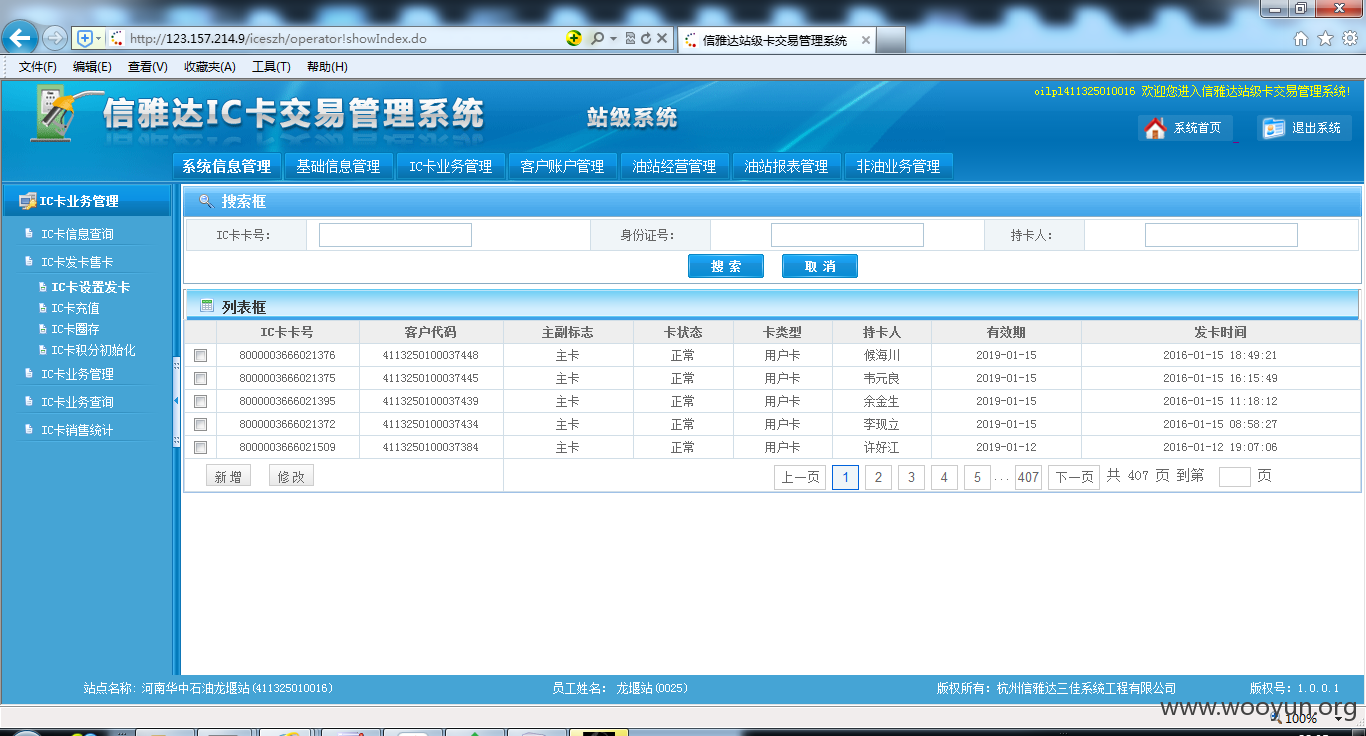 http://123.157.214.9/iceszh/operator!showIndex.do
信雅达站级卡交易管理系统
文件(F) 编辑(E) 查看(V) 收藏夹(A) 工具(T) 帮助(H)
信雅达IC卡交易管理系统 站级系统
oilpl411325010016 欢迎您进入信雅达站级卡交易管理系统!
系统首页 退出系统
系统信息管理 基础信息管理 IC卡业务管理 客户账户管理 油站经营管理 油站报表管理 非油业务管理
IC卡业务管理
IC卡信息查询
IC卡发卡售卡
IC卡设置发卡
IC卡充值
IC卡圈存
IC卡积分初始化
IC卡业务管理
IC卡业务查询
IC卡销售统计
搜索框
IC卡卡号: 身份证号: 持卡人:
搜 索 取 消
列表框
IC卡卡号 客户代码 主副标志 卡状态 卡类型 持卡人 有效期 发卡时间
8000003666021376 4113250100037448 主卡 正常 用户卡 候海川 2019-01-15 2016-01-15 18:49:21
8000003666021375 4113250100037445 主卡 正常 用户卡 韦元良 2019-01-15 2016-01-15 16:15:49
8000003666021395 4113250100037439 主卡 正常 用户卡 余金生 2019-01-15 2016-01-15 11:18:12
8000003666021372 4113250100037434 主卡 正常 用户卡 李现立 2019-01-15 2016-01-15 08:58:27
8000003666021509 4113250100037384 主卡 正常 用户卡 许好江 2019-01-12 2016-01-12 19:07:06
新增 修改 上一页 1 2 3 4 5 ... 407 下一页 共 407 页 到第 页
站点名称: 河南华中石油龙堰站(411325010016) 员工姓名: 龙堰站(0025) 版权所有: 杭州信雅达三佳系统工程有限公司 版权号: 1.0.0.1
www.wooyun.org
100%